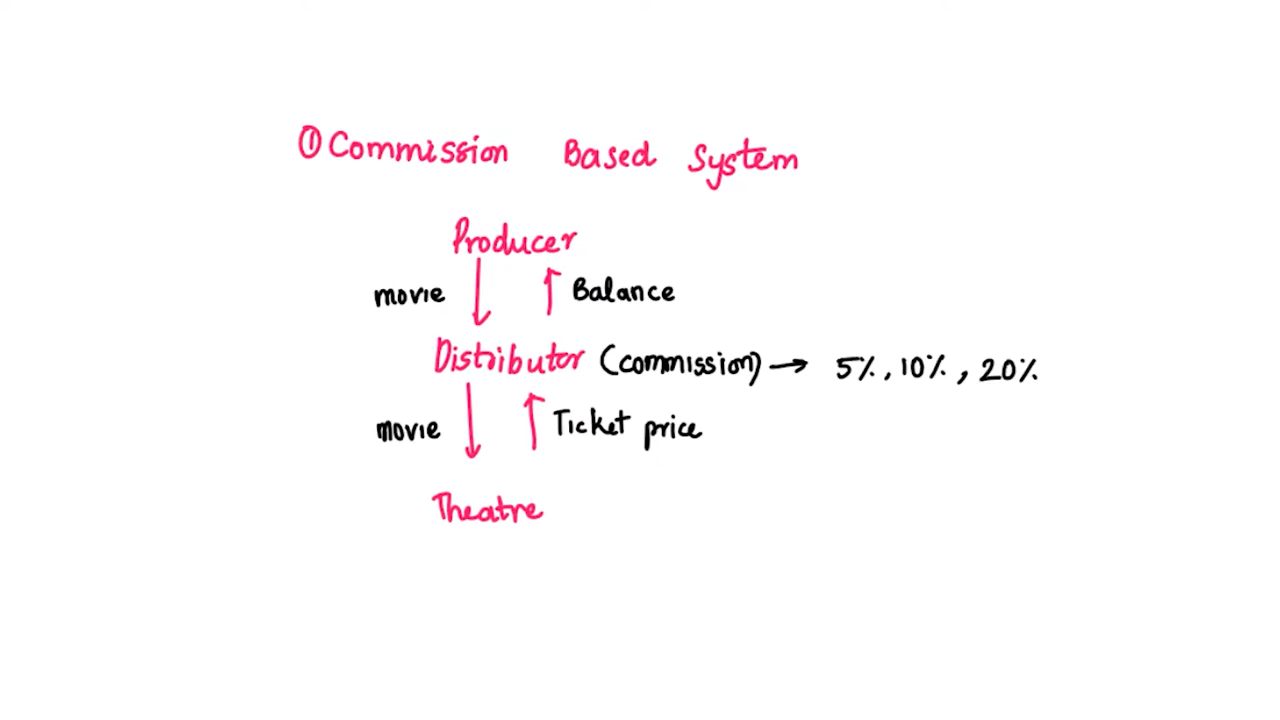 ① Commission Based System
Producer
movie Balance
Distributor (commission) → 5%, 10%, 20%
movie Ticket price
Theatre